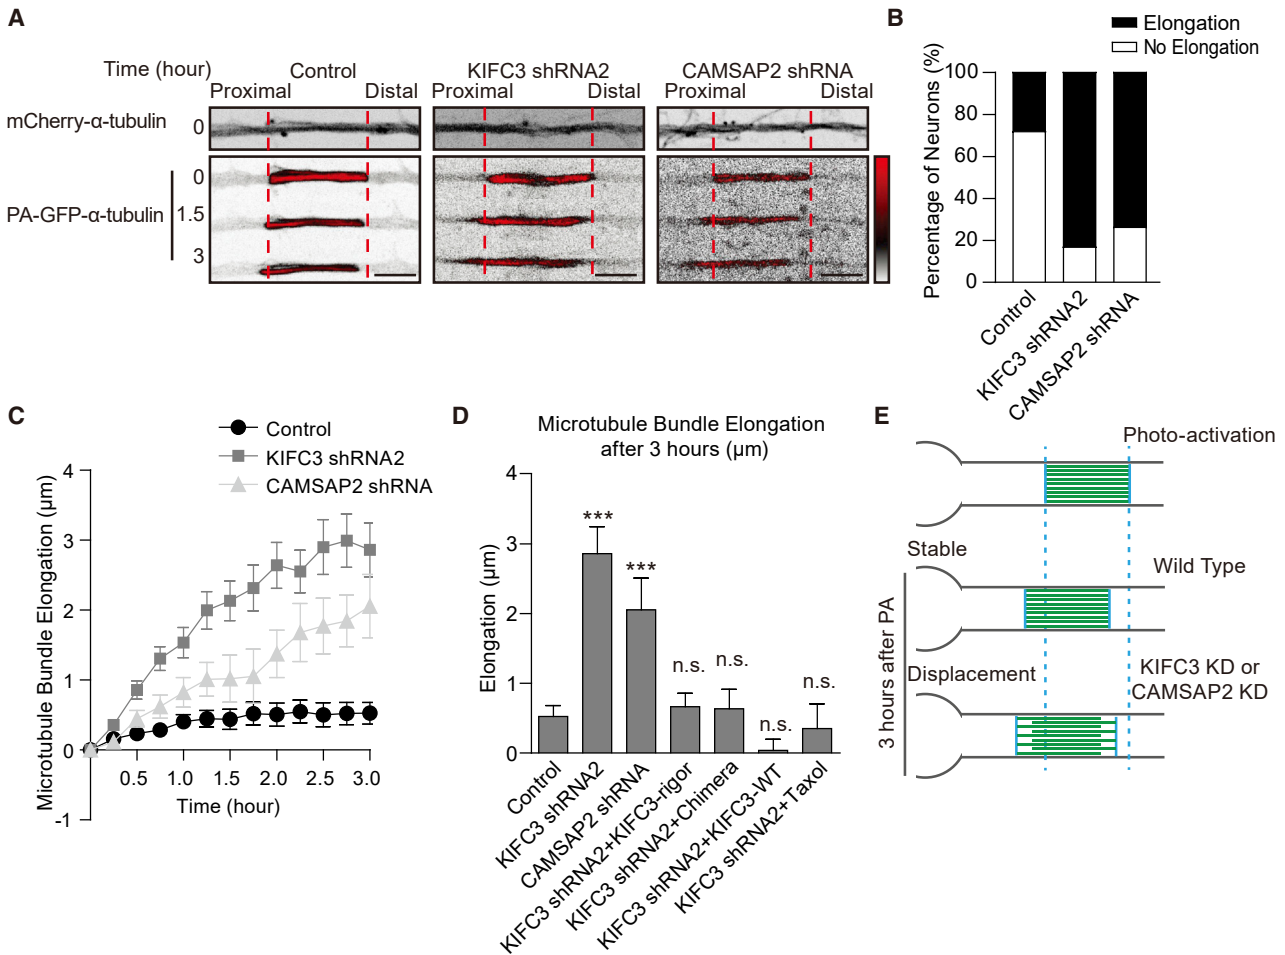 A
Time (hour)
Control
KIFC3 shRNA2
CAMSAP2 shRNA
Proximal
Distal
Proximal
Distal
Proximal
Distal
mCherry-α-tubulin
0
PA-GFP-α-tubulin
0
1.5
3
B
Elongation
No Elongation
Percentage of Neurons (%)
100
80
60
40
20
0
Control
KIFC3 shRNA2
CAMSAP2 shRNA
C
Control
KIFC3 shRNA2
CAMSAP2 shRNA
Microtubule Bundle Elongation (μm)
4
3
2
1
0
-1
0.5
1.0
1.5
2.0
2.5
3.0
Time (hour)
D
Microtubule Bundle Elongation
after 3 hours (μm)
Elongation (μm)
4
3
2
1
0
***
***
n.s.
n.s.
n.s.
n.s.
Control
KIFC3 shRNA2
CAMSAP2 shRNA
KIFC3 shRNA2+KIFC3-rigor
KIFC3 shRNA2+Chimera
KIFC3 shRNA2+KIFC3-WT
KIFC3 shRNA2+Taxol
E
Photo-activation
Stable
Wild Type
Displacement
KIFC3 KD or
CAMSAP2 KD
3 hours after PA